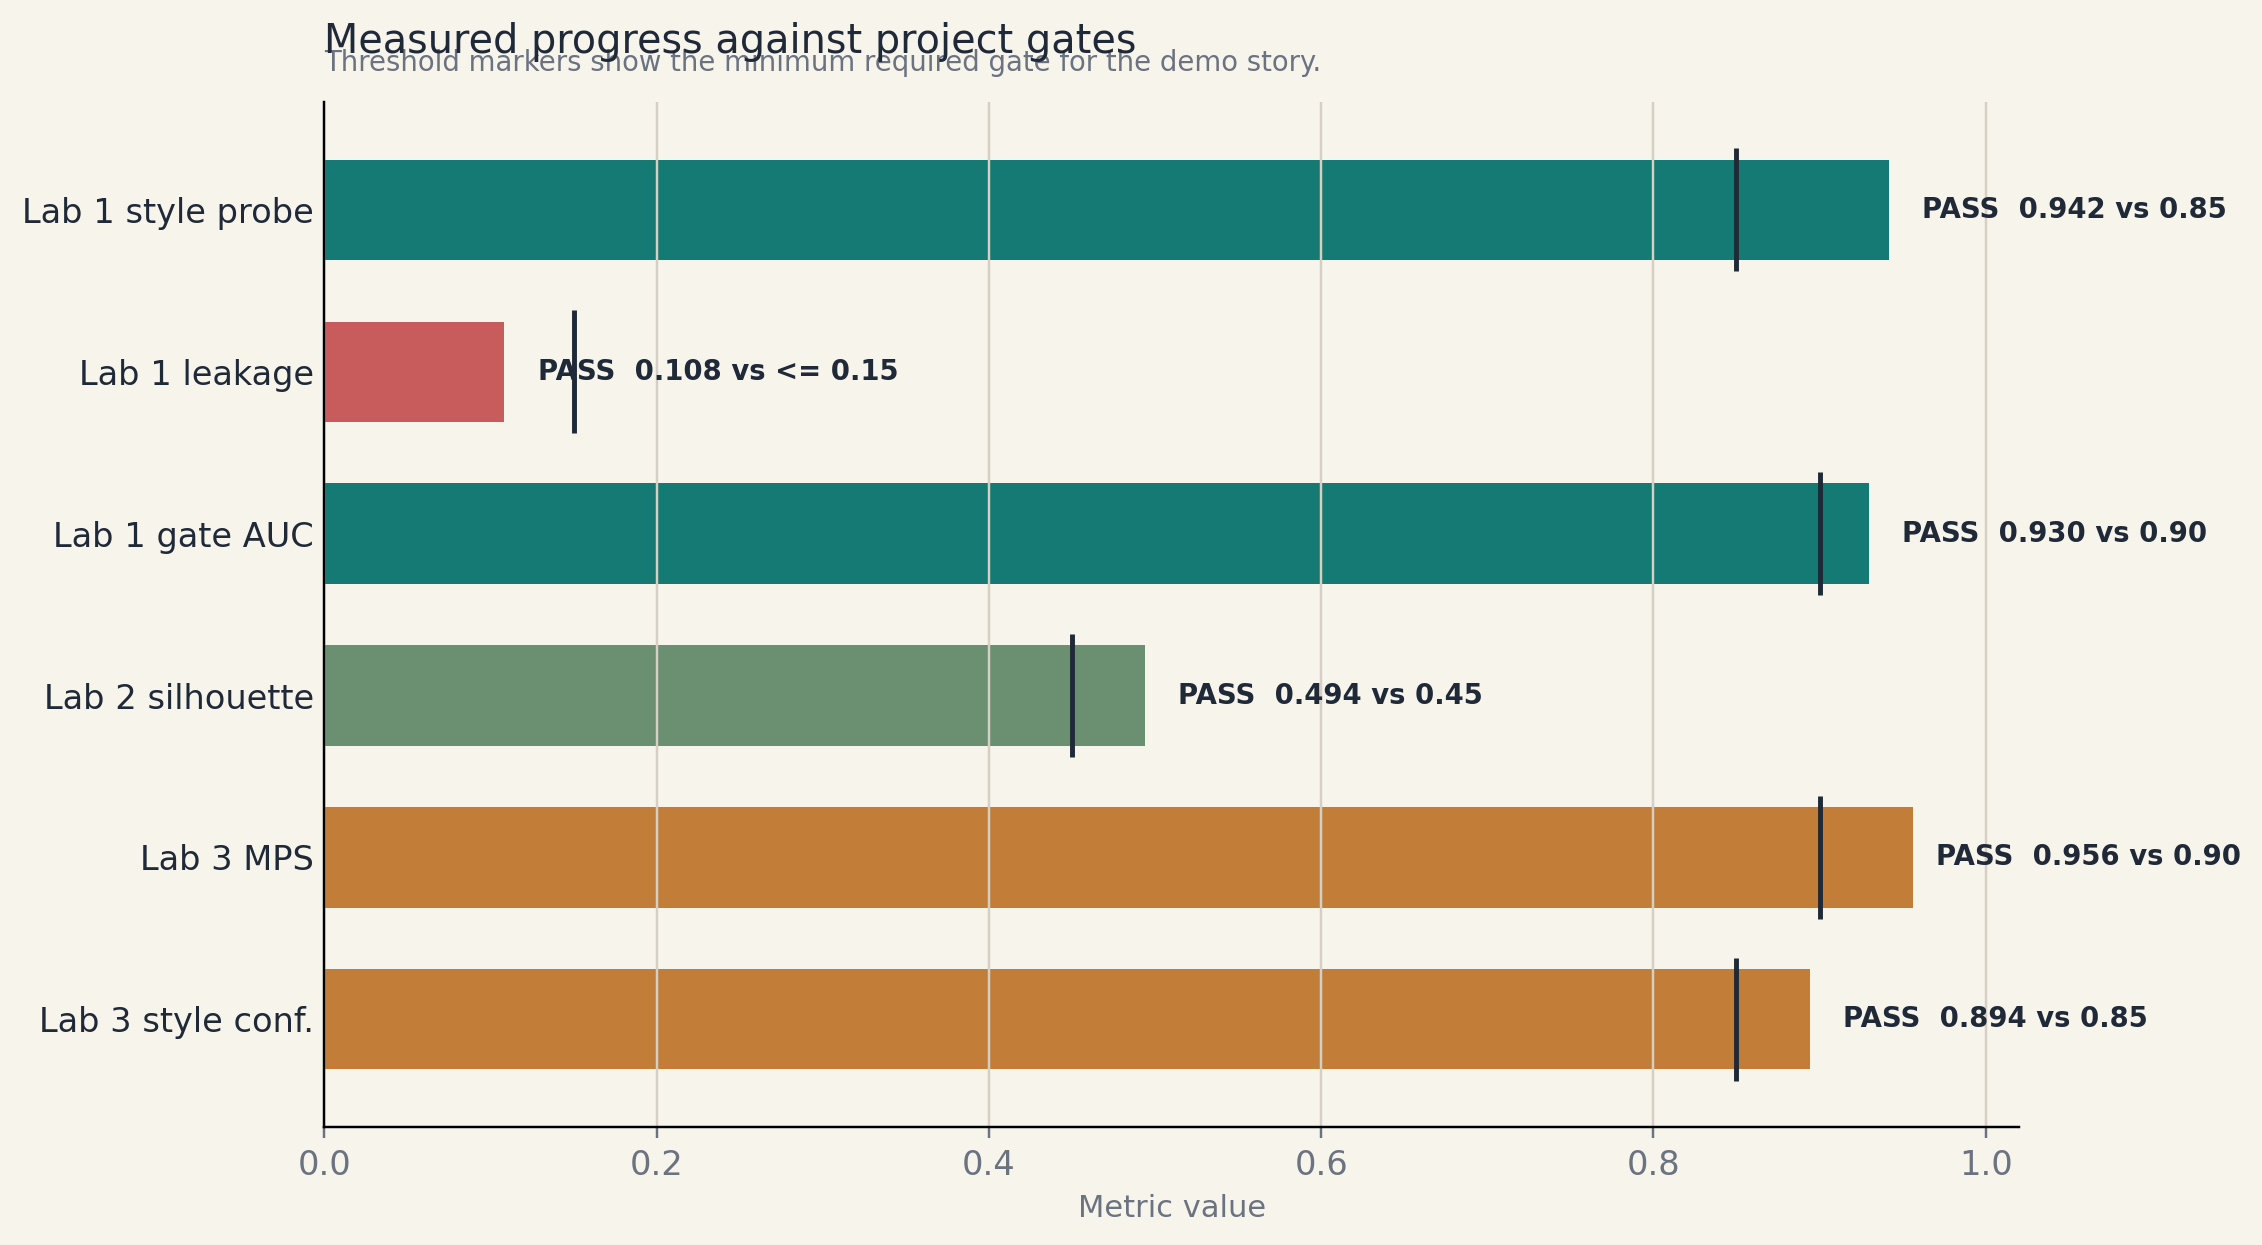 Measured progress against project gates
Threshold markers show the minimum required gate for the demo story.
Lab 1 style probe
PASS  0.942 vs 0.85
Lab 1 leakage
PASS  0.108 vs <= 0.15
Lab 1 gate AUC
PASS  0.930 vs 0.90
Lab 2 silhouette
PASS  0.494 vs 0.45
Lab 3 MPS
PASS  0.956 vs 0.90
Lab 3 style conf.
PASS  0.894 vs 0.85
0.0 0.2 0.4 0.6 0.8 1.0
Metric value